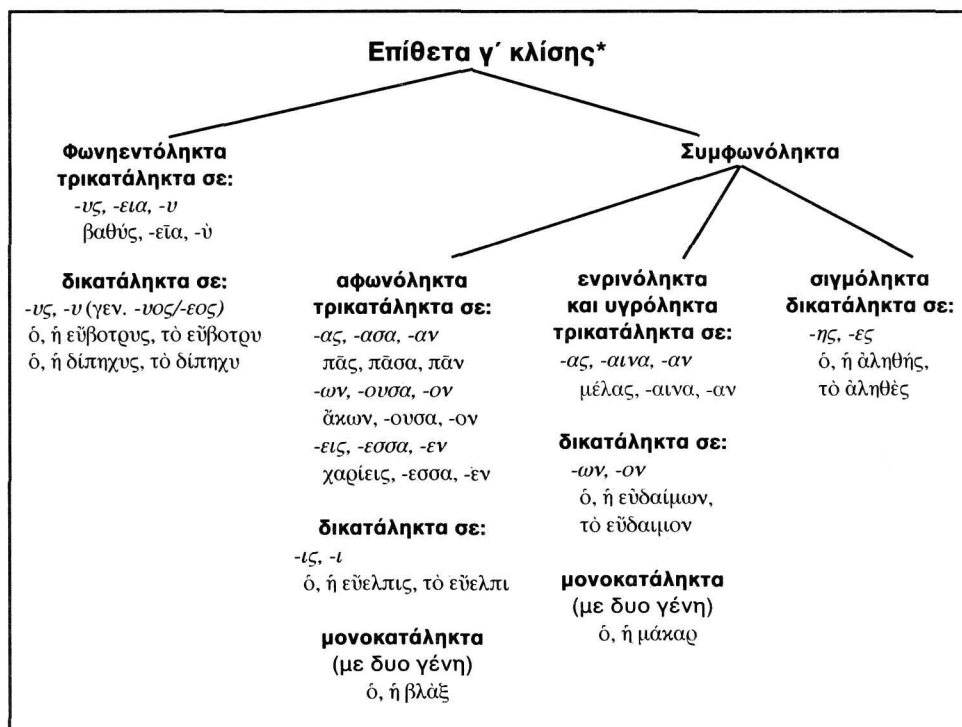 Επίθετα γ΄ κλίσης*
Φωνηεντόληκτα
τρικατάληκτα σε:
-υς, -εια, -υ
βαθύς, -εῖα, -ὺ
δικατάληκτα σε:
-υς, -υ (γεν. -υος/-εος)
ὁ, ἡ εὔβοτρυς, τὸ εὔβοτρυ
ὁ, ἡ δίπηχυς, τὸ δίπηχυ
Συμφωνόληκτα
αφωνόληκτα
τρικατάληκτα σε:
-ας, -ασα, -αν
πᾶς, πᾶσα, πᾶν
-ων, -ουσα, -ον
ἄκων, -ουσα, -ον
-εις, -εσσα, -εν
χαρίεις, -εσσα, -εν
δικατάληκτα σε:
-ις, -ι
ὁ, ἡ εὔελπις, τὸ εὔελπι
μονοκατάληκτα
(με δυο γένη)
ὁ, ἡ βλὰξ
ενρινόληκτα
και υγρόληκτα
τρικατάληκτα σε:
-ας, -αινα, -αν
μέλας, -αινα, -αν
δικατάληκτα σε:
-ων, -ον
ὁ, ἡ εὐδαίμων,
τὸ εὔδαιμον
μονοκατάληκτα
(με δυο γένη)
ὁ, ἡ μάκαρ
σιγμόληκτα
δικατάληκτα σε:
-ης, -ες
ὁ, ἡ ἀληθής,
τὸ ἀληθὲς